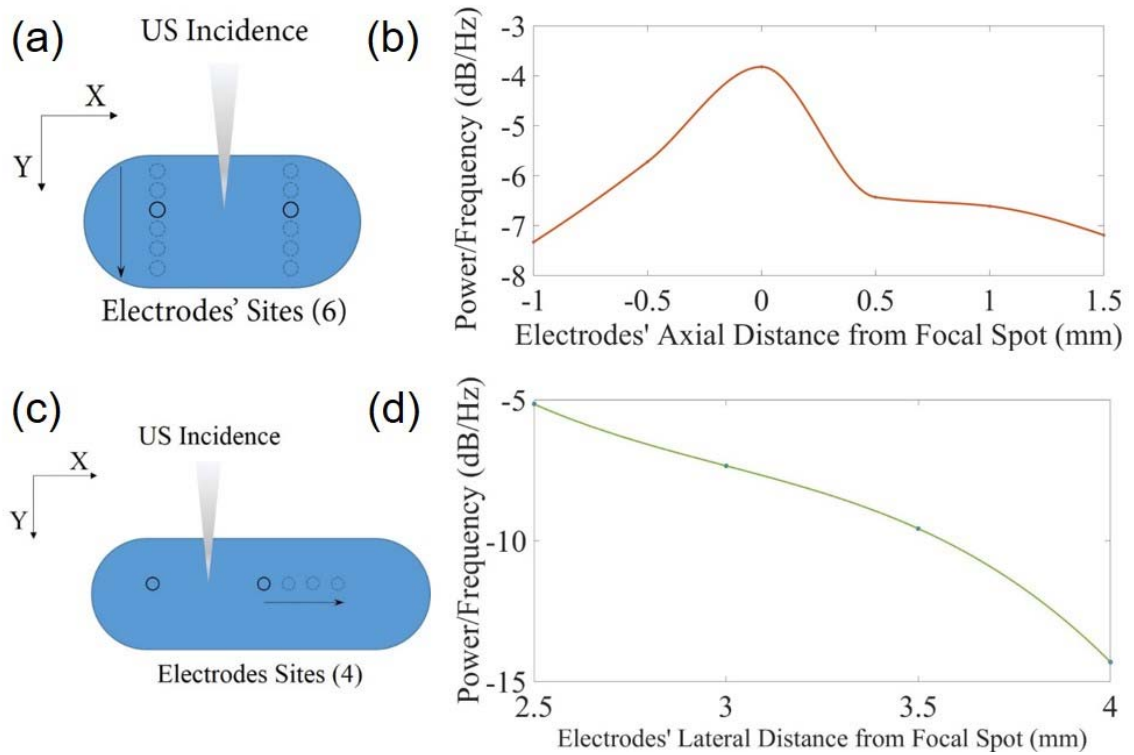 (a)
US Incidence
X
Y
Electrodes' Sites (6)
(b)
Power/Frequency (dB/Hz)
-3
-4
-5
-6
-7
-8
-1
-0.5
0
0.5
1
1.5
Electrodes' Axial Distance from Focal Spot (mm)
(c)
US Incidence
X
Y
Electrodes Sites (4)
(d)
Power/Frequency (dB/Hz)
-5
-10
-15
2.5
3
3.5
4
Electrodes' Lateral Distance from Focal Spot (mm)